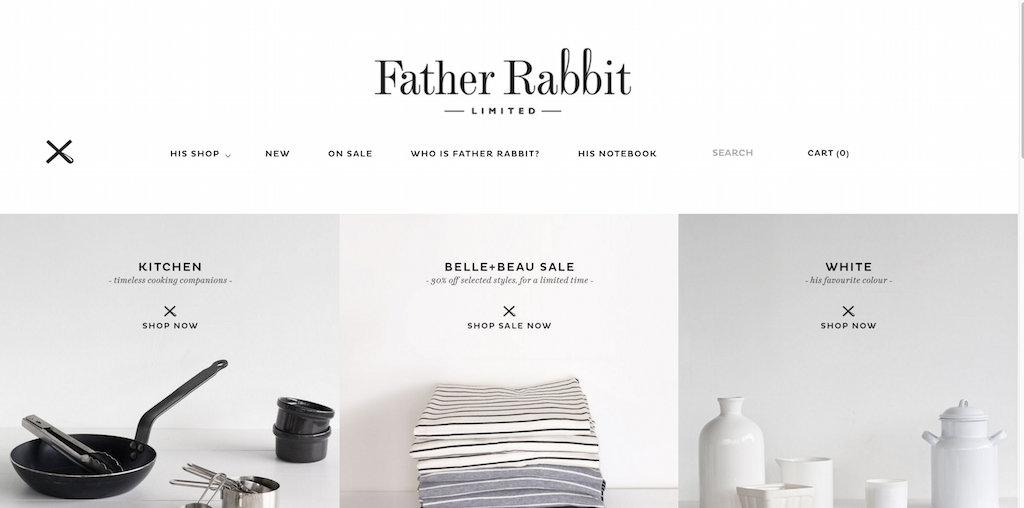 Father Rabbit
LIMITED
HIS SHOP
NEW
ON SALE
WHO IS FATHER RABBIT?
HIS NOTEBOOK
SEARCH
CART (0)
KITCHEN
- timeless cooking companions -
SHOP NOW
BELLE+BEAU SALE
- 30% off selected styles. for a limited time -
SHOP SALE NOW
WHITE
- his favourite colour -
SHOP NOW